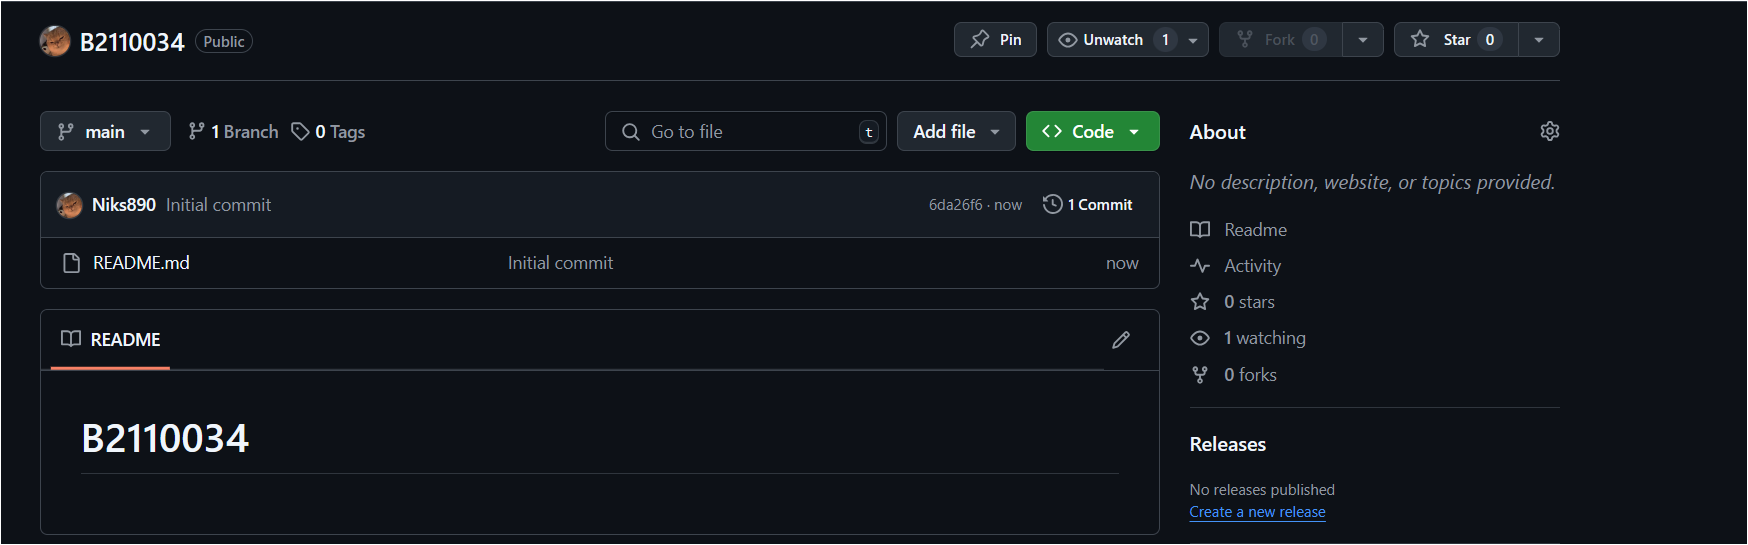 B2110034 Public
Pin
Unwatch 1
Fork 0
Star 0
main
1 Branch
0 Tags
Go to file t
Add file
<> Code
Niks890 Initial commit
6da26f6 · now
1 Commit
README.md Initial commit now
README
B2110034
About
No description, website, or topics provided.
Readme
Activity
0 stars
1 watching
0 forks
Releases
No releases published
Create a new release